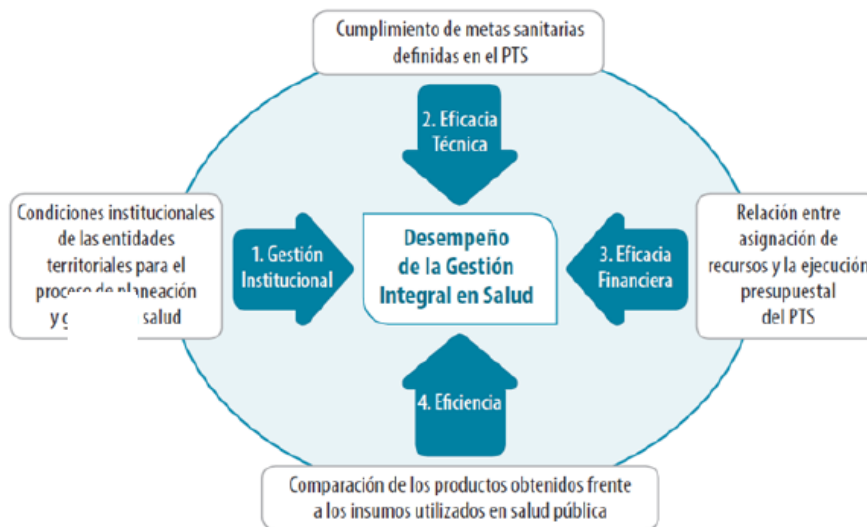 Cumplimiento de metas sanitarias
definidas en el PTS
2. Eficacia
Técnica
Condiciones institucionales
de las entidades
territoriales para el
proceso de planeación
y salud
1. Gestión
Institucional
Desempeño
de la Gestión
Integral en Salud
3. Eficacia
Financiera
Relación entre
asignación de
recursos y la ejecución
presupuestal
del PTS
4. Eficiencia
Comparación de los productos obtenidos frente
a los insumos utilizados en salud pública